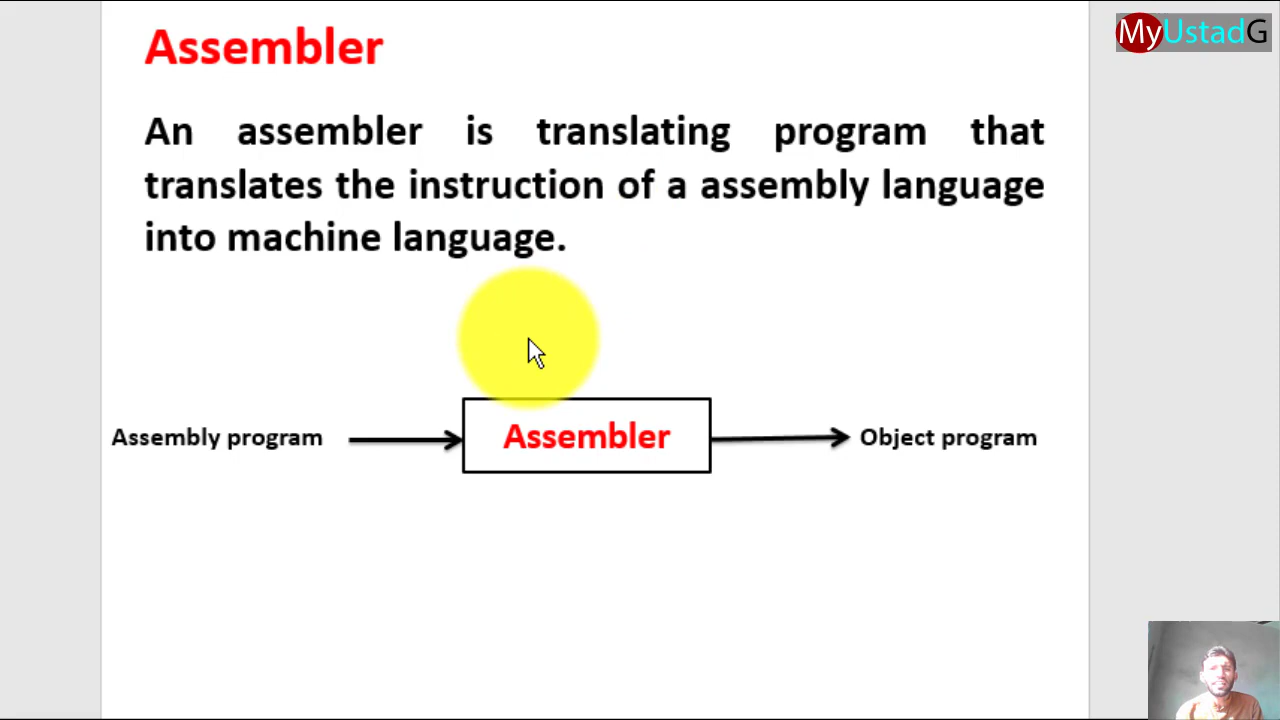 Assembler
MyUstadG
An assembler is translating program that
translates the instruction of a assembly language
into machine language.
Assembly program
Assembler
Object program